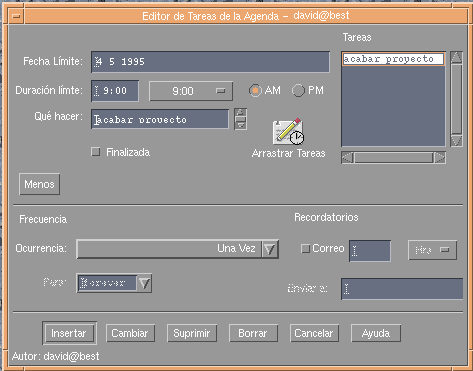 Editor de Tareas de la Agenda – david@best
Tareas
Fecha Límite: 4 5 1995
acabar proyecto
Duración límte: 9:00 9:00 AM PM
Qué hacer: acabar proyecto
Arrastrar Tareas
Finalizada
Menos
Frecuencia
Recordatorios
Ocurrencia: Una Vez
Correo
Para: Forever
Enviar a:
Insertar Cambiar Suprimir Borrar Cancelar Ayuda
Autor: david@best